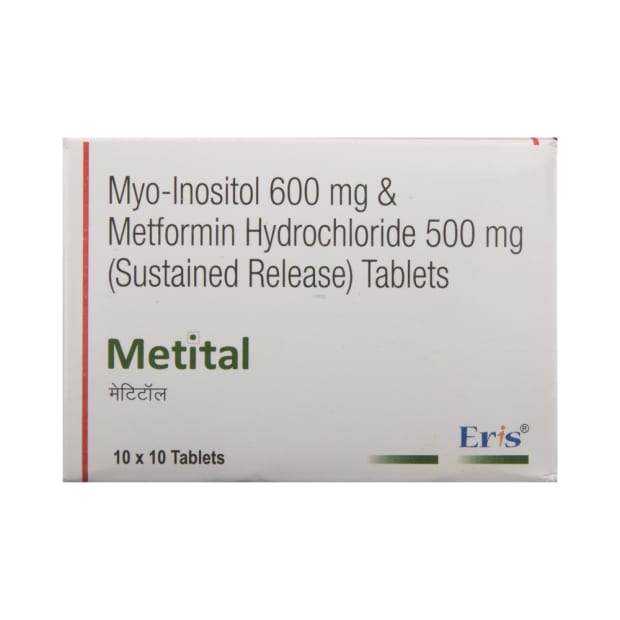 Myo-Inositol 600 mg &
Metformin Hydrochloride 500 mg
(Sustained Release) Tablets
Metital
मेटिटॉल
Eris®
10 x 10 Tablets